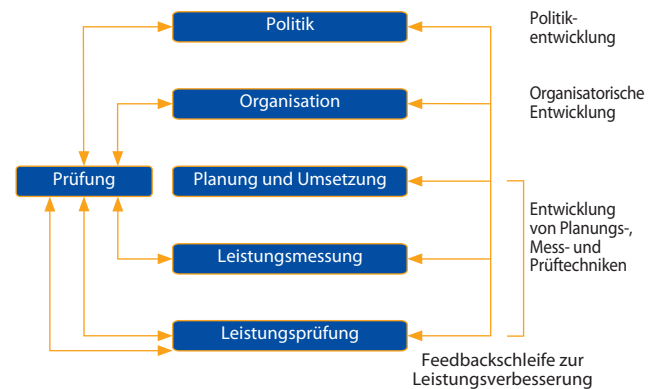 Politik
Politik-
entwicklung
Organisation
Organisatorische
Entwicklung
Prüfung
Planung und Umsetzung
Entwicklung
von Planungs-,
Mess- und
Prüftechniken
Leistungsmessung
Leistungsprüfung
Feedbackschleife zur
Leistungsverbesserung